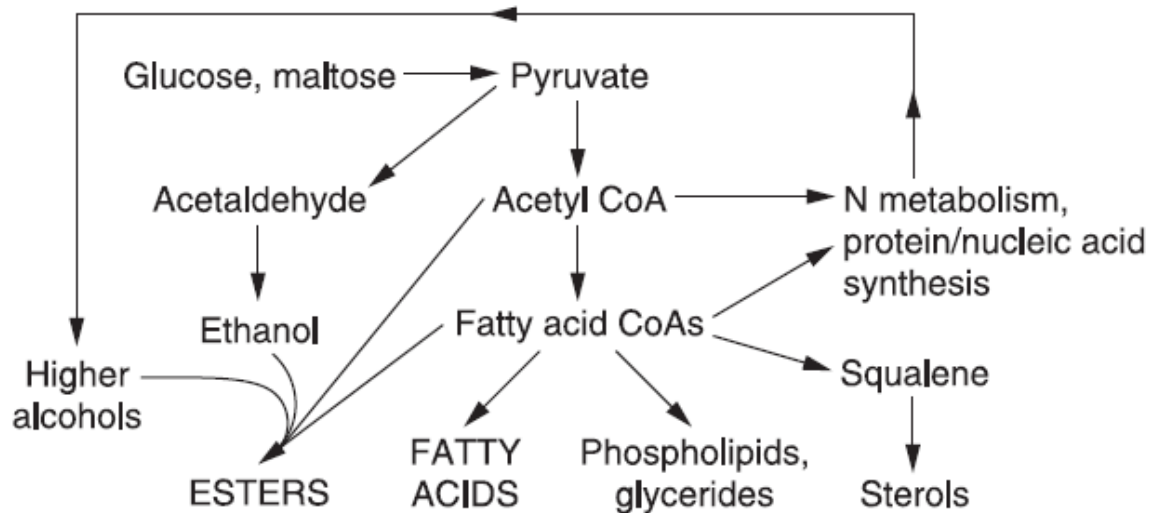 Glucose, maltose
Pyruvate
Acetaldehyde
Acetyl CoA
N metabolism,
protein/nucleic acid
synthesis
Ethanol
Fatty acid CoAs
Higher
alcohols
Squalene
ESTERS
FATTY
ACIDS
Phospholipids,
glycerides
Sterols